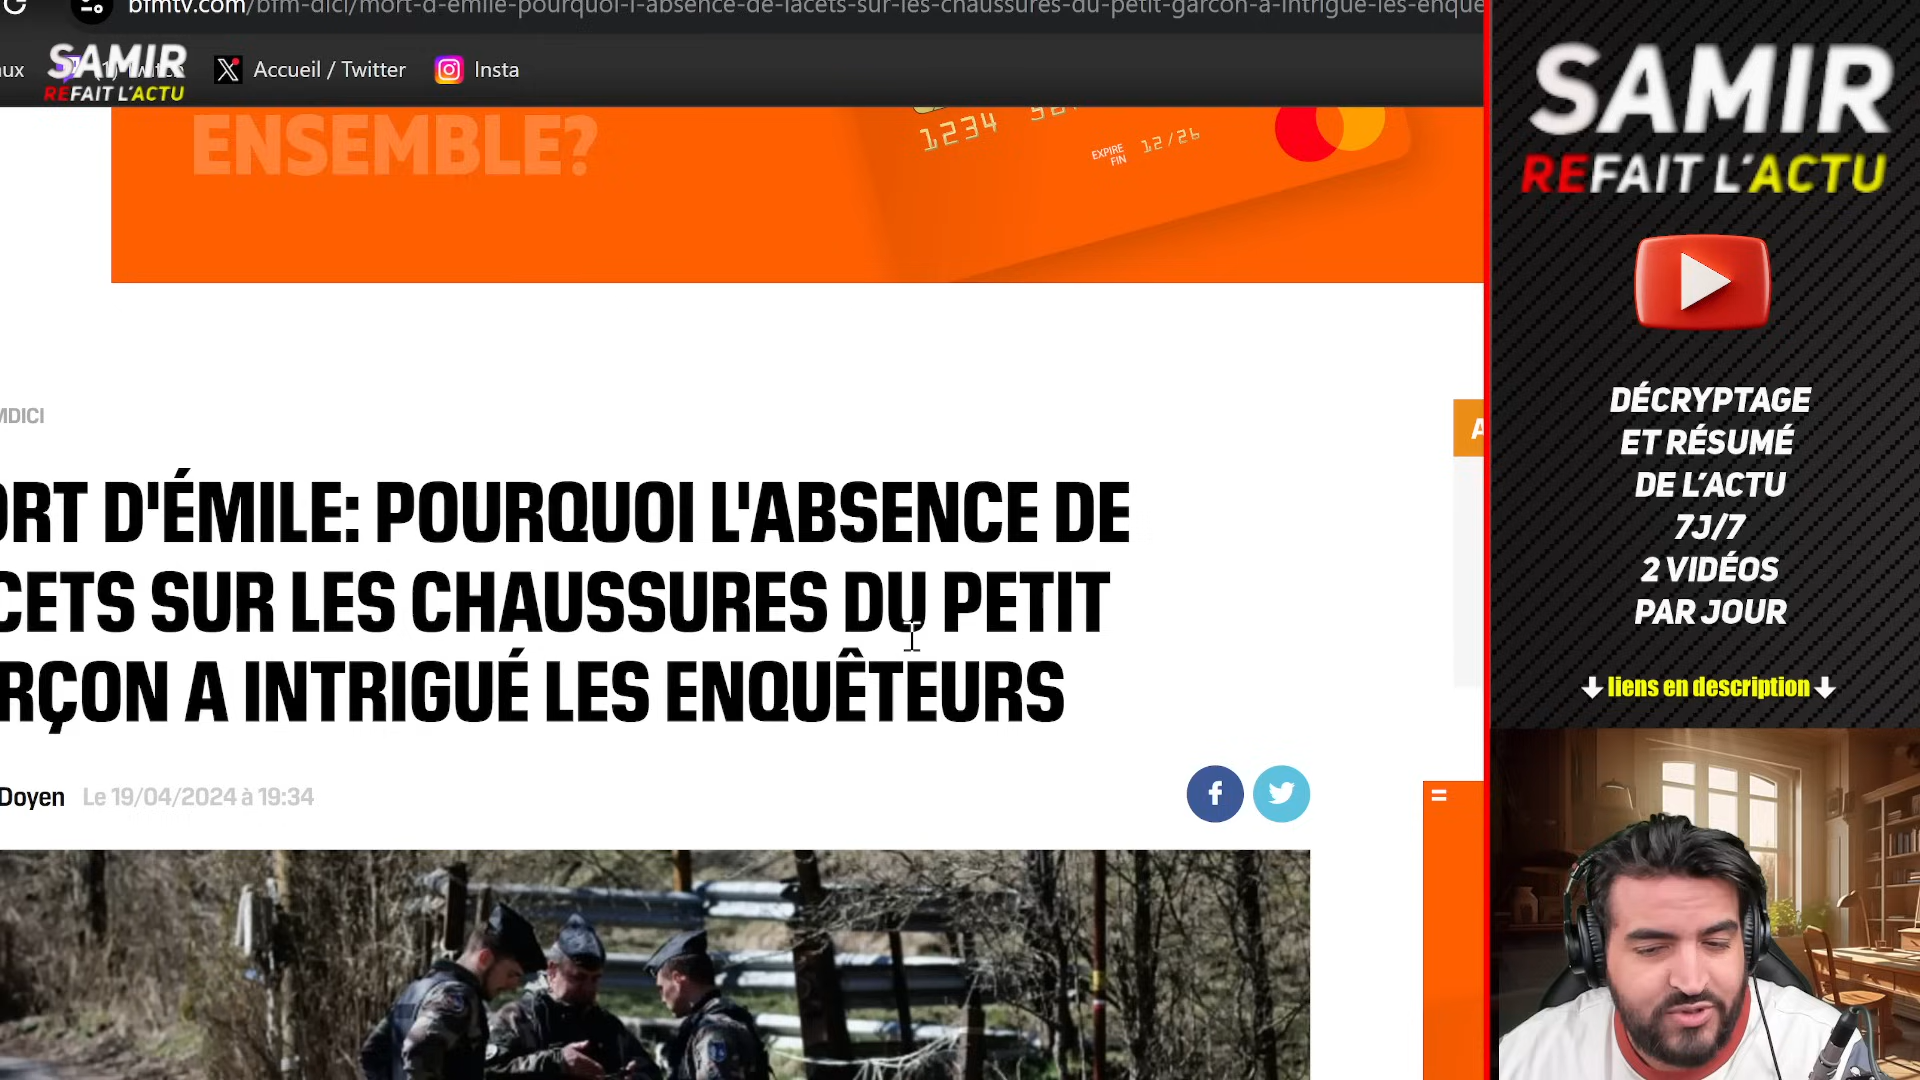 bfmtv.com/bfm-dici/mort-d-emile-pourquoi-l-absence-de-lacets-sur-les-chaussures-du-petit-garcon-a-intrigue-les-enque
aux
Accueil / Twitter
Insta
SAMIR
REFAIT L'ACTU
ENSEMBLE?
1234
EXPIRE
FIN
12/26
MDICI
ORT D'ÉMILE: POURQUOI L'ABSENCE DE
CETS SUR LES CHAUSSURES DU PETIT
RÇON A INTRIGUÉ LES ENQUÊTEURS
Doyen Le 19/04/2024 à 19:34
SAMIR
REFAIT L'ACTU
DÉCRYPTAGE
ET RÉSUMÉ
DE L'ACTU
7J/7
2 VIDÉOS
PAR JOUR
liens en description